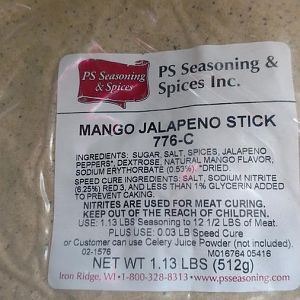 PS Seasoning
& Spices
PS Seasoning &
Spices Inc.
MANGO JALAPENO STICK
776-C
INGREDIENTS: SUGAR, SALT, SPICES, JALAPENO
PEPPERS*, DEXTROSE, NATURAL MANGO FLAVOR,
SODIUM ERYTHORBATE (0.53%). *DRIED
SPEED CURE INGREDIENTS: SALT, SODIUM NITRITE
(6.25%) RED 3, AND LESS THAN 1% GLYCERIN ADDED
TO PREVENT CAKING.
NITRITES ARE USED FOR MEAT CURING.
KEEP OUT OF THE REACH OF CHILDREN.
USE: 1.13 LBS Seasoning to 12 1/2 LBS of Meat.
PLUS USE: 0.03 LB Speed Cure
or Customer can use Celery Juice Powder (not included).
02-1576 M016764 05416
NET WT 1.13 LBS (512g)
Iron Ridge, WI • 1-800-328-8313 • www.psseasoning.com